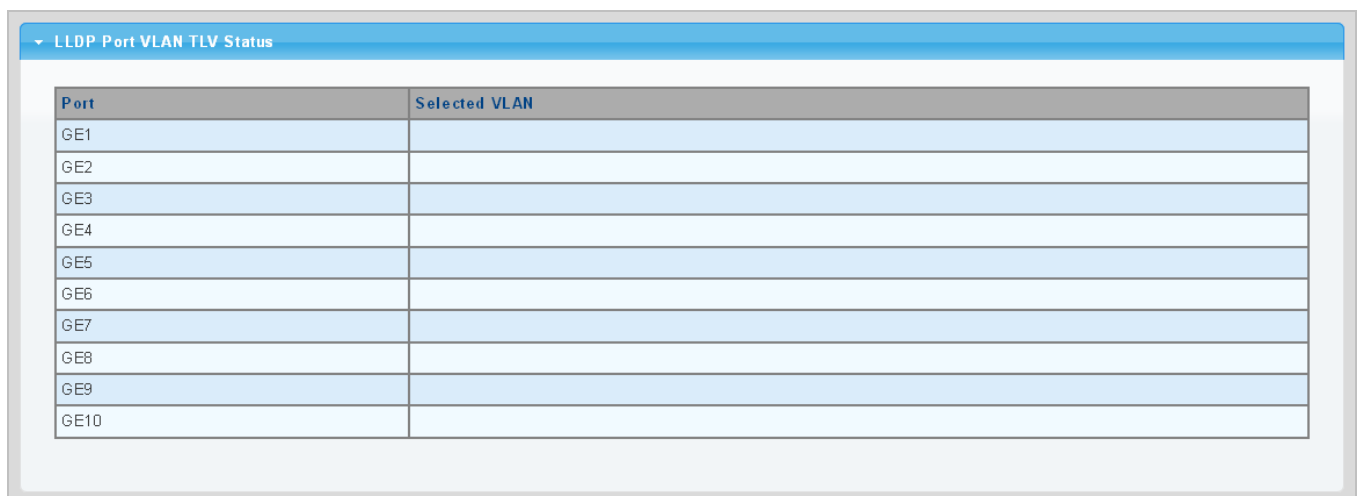 LLDP Port VLAN TLV Status
Port Selected VLAN
GE1
GE2
GE3
GE4
GE5
GE6
GE7
GE8
GE9
GE10